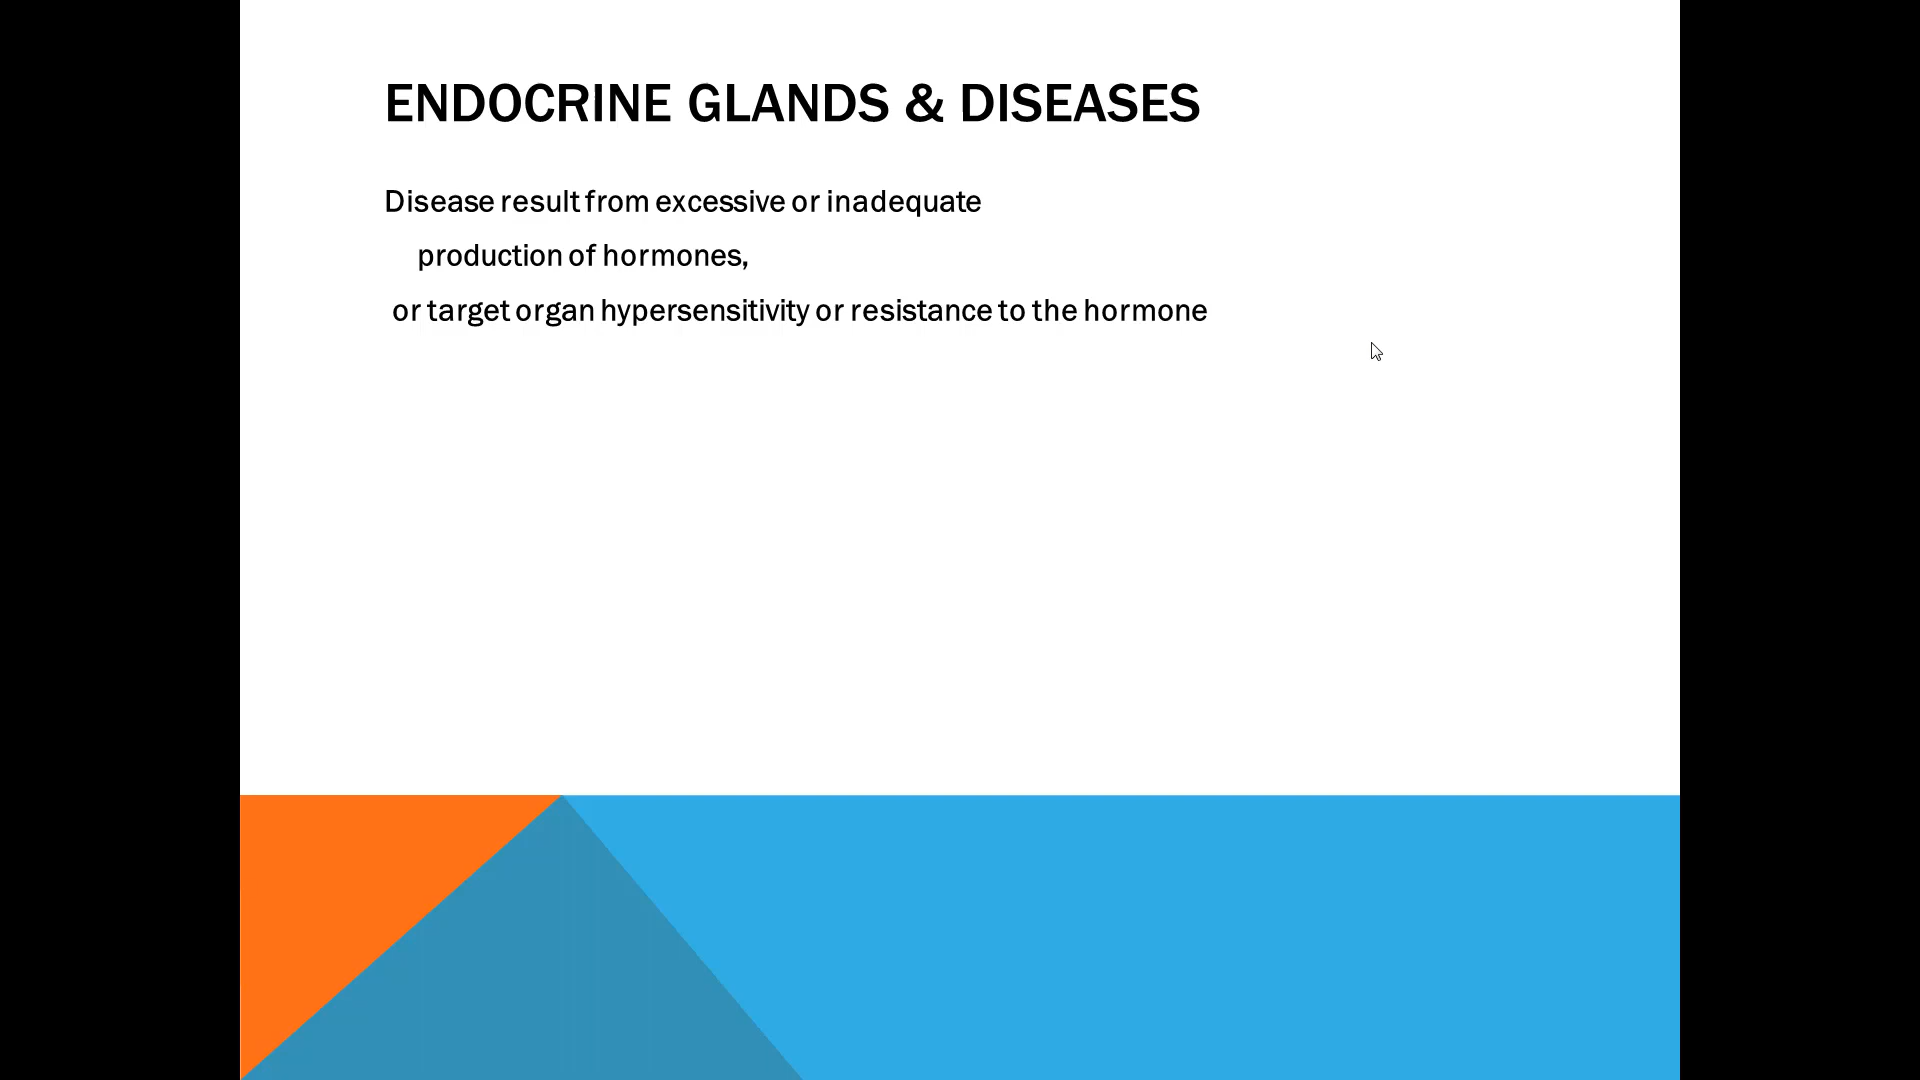 ENDOCRINE GLANDS & DISEASES
Disease result from excessive or inadequate
production of hormones,
or target organ hypersensitivity or resistance to the hormone